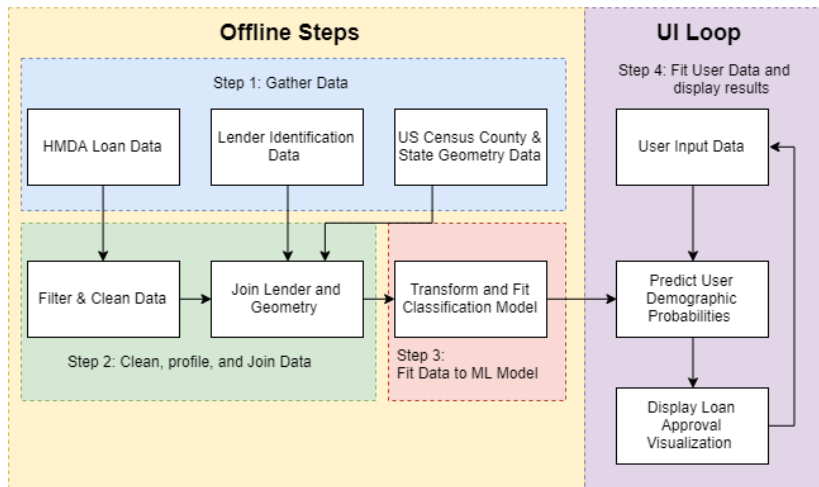 Offline Steps
UI Loop
Step 1: Gather Data
Step 4: Fit User Data and
display results
HMDA Loan Data
Lender Identification
Data
US Census County &
State Geometry Data
User Input Data
Filter & Clean Data
Join Lender and
Geometry
Transform and Fit
Classification Model
Predict User
Demographic
Probabilities
Step 2: Clean, profile, and Join Data
Step 3:
Fit Data to ML Model
Display Loan
Approval
Visualization